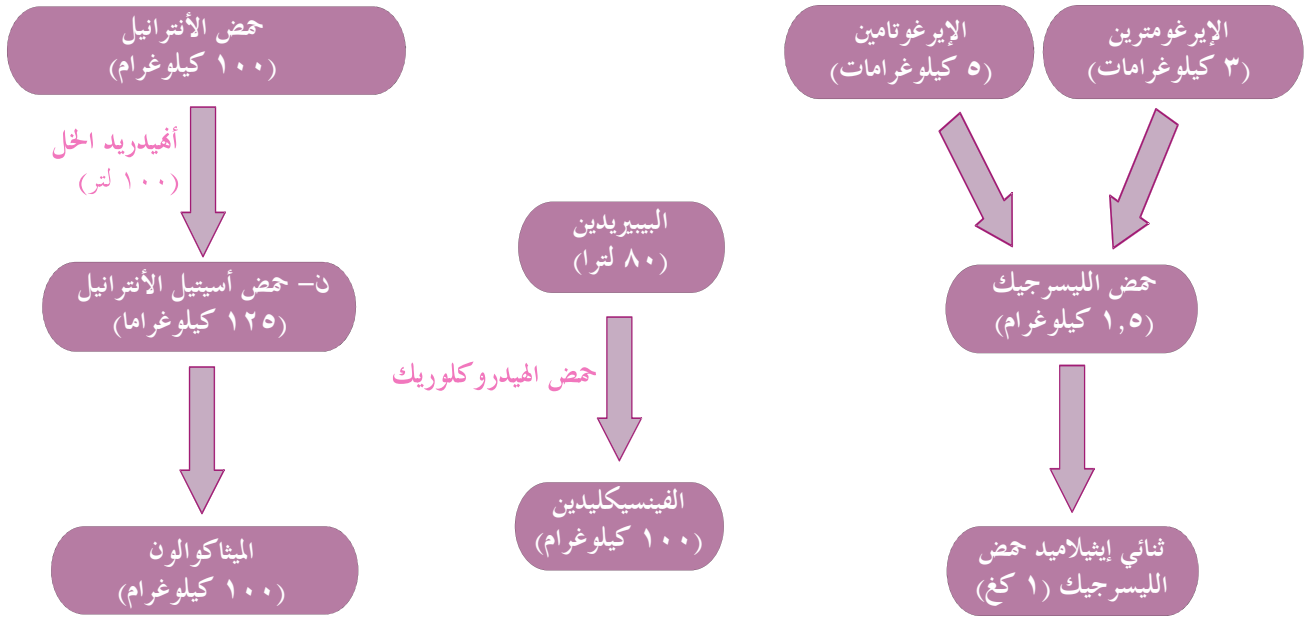 الإيرغومترين
(٣ كيلوغرامات)
الإيرغوتامين
(٥ كيلوغرامات)
حمض الليسرجيك
(١,٥ كيلوغرام)
ثنائي إيثيلاميد حمض
الليسرجيك (١ كغ)
البيبيريدين
(٨٠ لترا)
حمض الهيدروكلوريك
الفينسيكليدين
(١٠٠ كيلوغرام)
حمض الأنترانيل
(١٠٠ كيلوغرام)
أنهيدريد الخل
(١٠٠ لتر)
ن– حمض أسيتيل الأنترانيل
(١٢٥ كيلوغراما)
الميثاكوالون
(١٠٠ كيلوغرام)